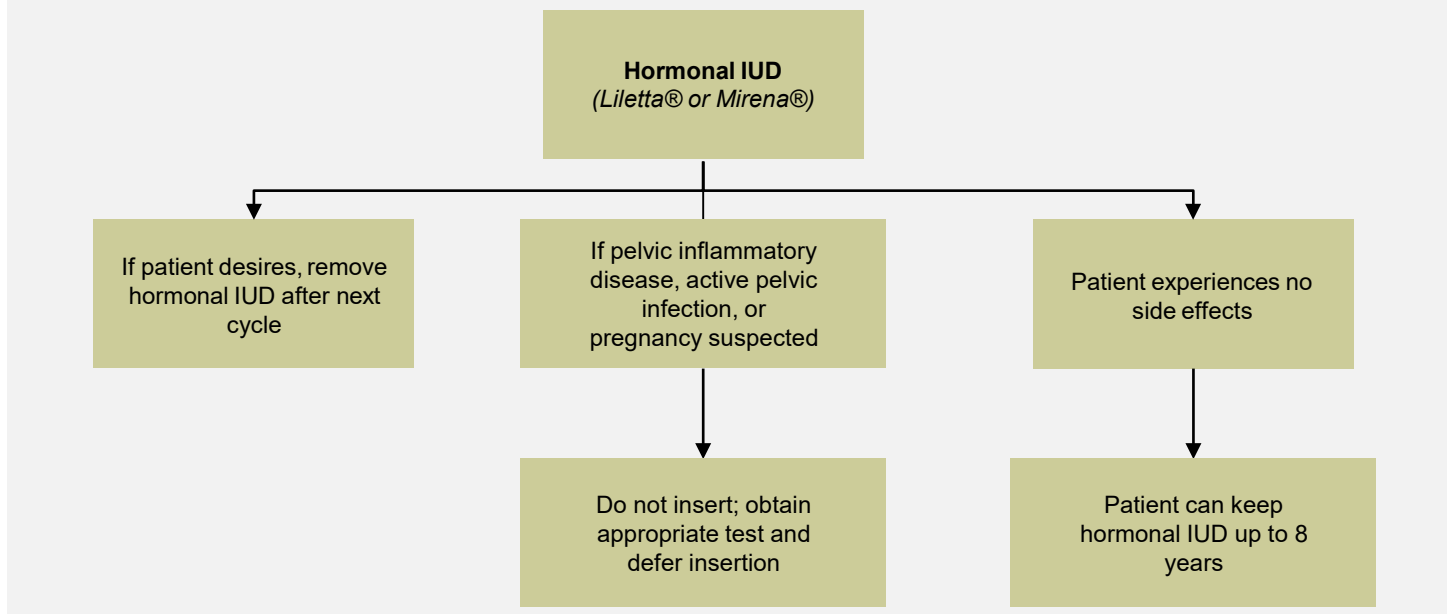 Hormonal IUD
(Liletta® or Mirena®)
If patient desires, remove
hormonal IUD after next
cycle
If pelvic inflammatory
disease, active pelvic
infection, or
pregnancy suspected
Patient experiences no
side effects
Do not insert; obtain
appropriate test and
defer insertion
Patient can keep
hormonal IUD up to 8
years